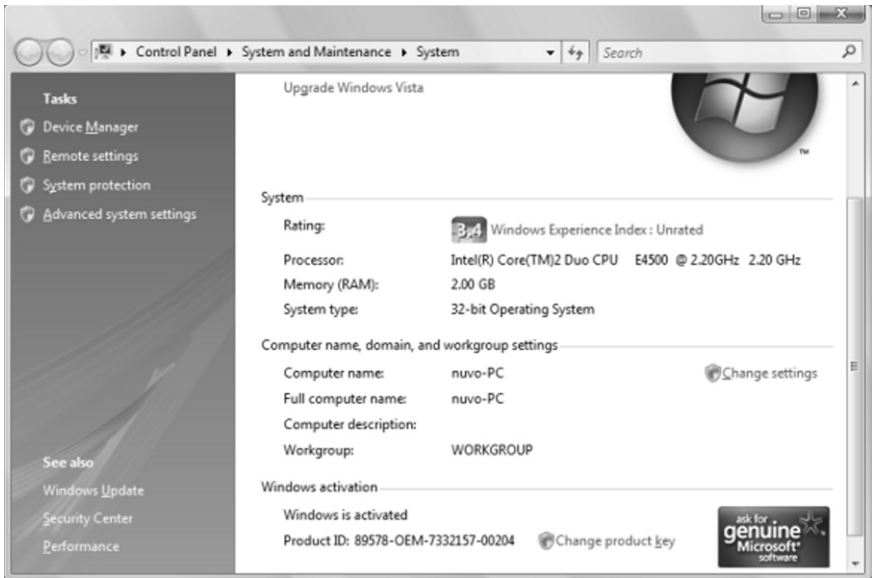 Control Panel ▸ System and Maintenance ▸ System
Search
Tasks
Device Manager
Remote settings
System protection
Advanced system settings
See also
Windows Update
Security Center
Performance
Upgrade Windows Vista
TM
System
Rating: 3,4 Windows Experience Index : Unrated
Processor: Intel(R) Core(TM)2 Duo CPU E4500 @ 2.20GHz 2.20 GHz
Memory (RAM): 2.00 GB
System type: 32-bit Operating System
Computer name, domain, and workgroup settings
Computer name: nuvo-PC
Change settings
Full computer name: nuvo-PC
Computer description:
Workgroup: WORKGROUP
Windows activation
Windows is activated
Product ID: 89578-OEM-7332157-00204
Change product key
ask for
genuine
Microsoft®
software